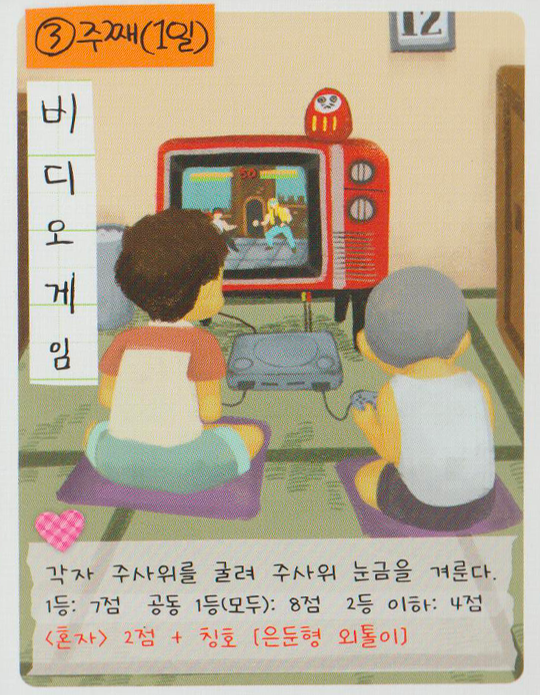 ③주째(1일)
12
비
디
오
게
임
50
각자 주사위를 굴려 주사위 눈금을 겨룬다.
1등: 7점 공동 1등(모두): 8점 2등 이하: 4점
<혼자> 2점 + 칭호 [은둔형 외톨이]